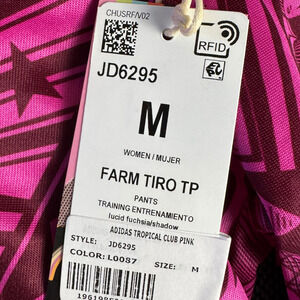 CHUSRF/V02
RFID
JD6295
M
WOMEN / MUJER
FARM TIRO TP
PANTS
TRAINING ENTRENAMIENTO
lucid fuchsia/shadow
ADIDAS TROPICAL CLUB PINK
STYLE: JD6295
COLOR: L0037 SIZE: M